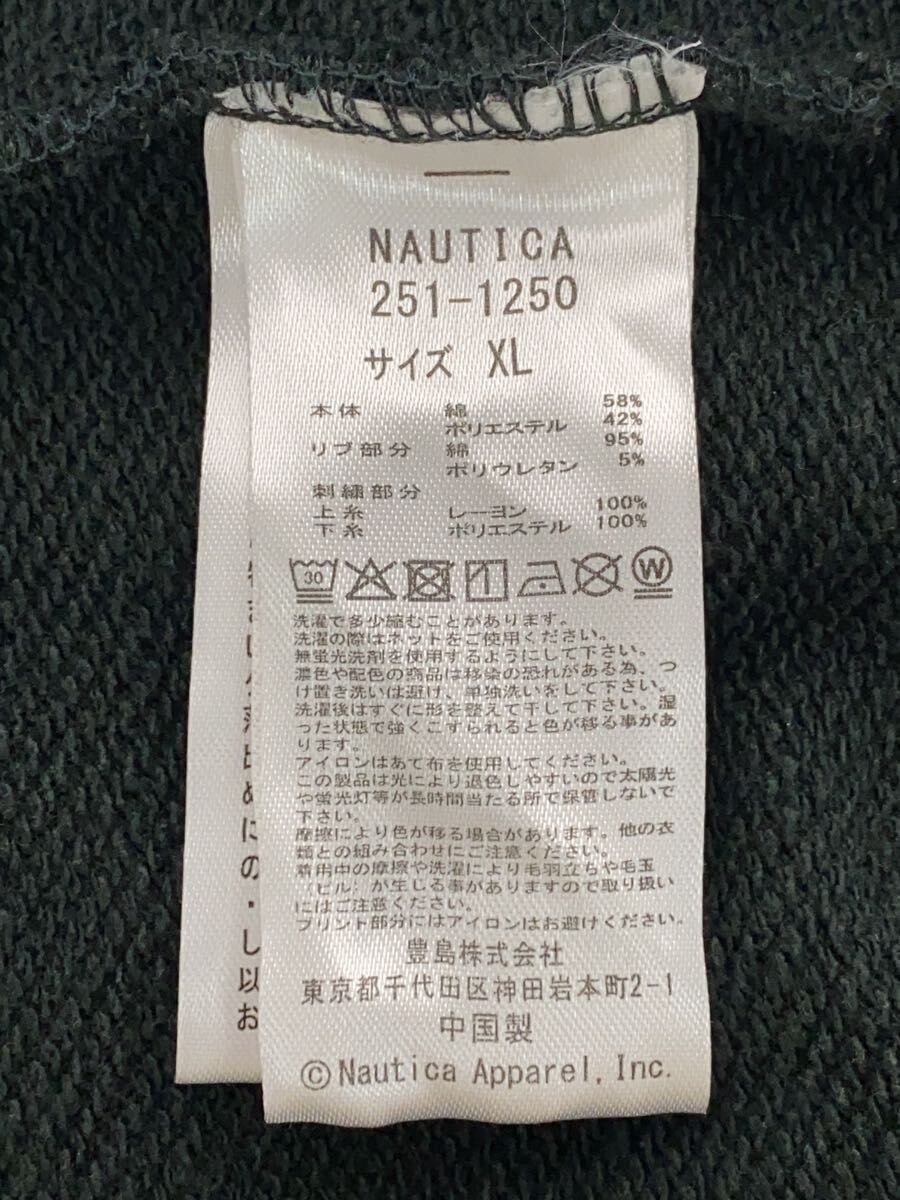 NAUTICA
251-1250
サイズ XL
本体 綿 58%
ポリエステル 42%
リブ部分 綿 95%
ポリウレタン 5%
刺繍部分
上糸 レーヨン 100%
下糸 ポリエステル 100%
30 W
洗濯で多少縮むことがあります。
洗濯の際はネットをご使用ください。
無蛍光洗剤を使用するようにして下さい。
濃色や配色の商品は移染の恐れがある為、つ
け置き洗いは避け、単独洗いをして下さい。
洗濯後はすぐに形を整えて干して下さい。湿
った状態で強くこすられると色が移る事があ
ります。
アイロンはあて布を使用してください。
この製品は光により退色しやすいので太陽光
や蛍光灯等が長時間当たる所で保管しないで
下さい。
摩擦により色が移る場合があります。他の衣
類との組み合わせにご注意ください。
着用中の摩擦や洗濯により毛羽立ちや毛玉
（ピル）が生じる事がありますので取り扱い
にはご注意ください。
プリント部分にはアイロンはお避けください。
豊島株式会社
東京都千代田区神田岩本町2-1
中国製
©Nautica Apparel, Inc.
め
に
の
・
し
以
お